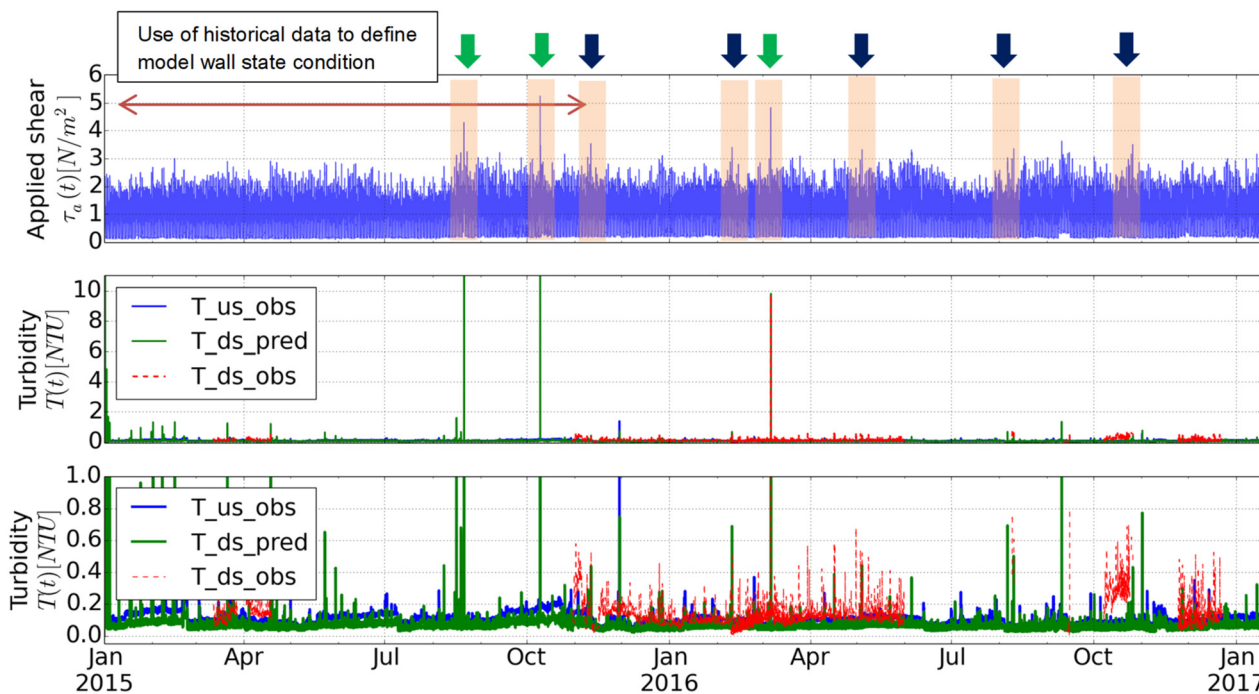 Use of historical data to define
model wall state condition
Applied shear
τ_a(t)[N/m² ]
6
5
4
3
2
1
0
Turbidity
T(t)[NTU]
10
8
6
4
2
0
T_us_obs
T_ds_pred
T_ds_obs
Turbidity
T(t)[NTU]
1.0
0.8
0.6
0.4
0.2
0.0
T_us_obs
T_ds_pred
T_ds_obs
Jan Apr Jul Oct Jan Apr Jul Oct Jan
2015 2016 2017